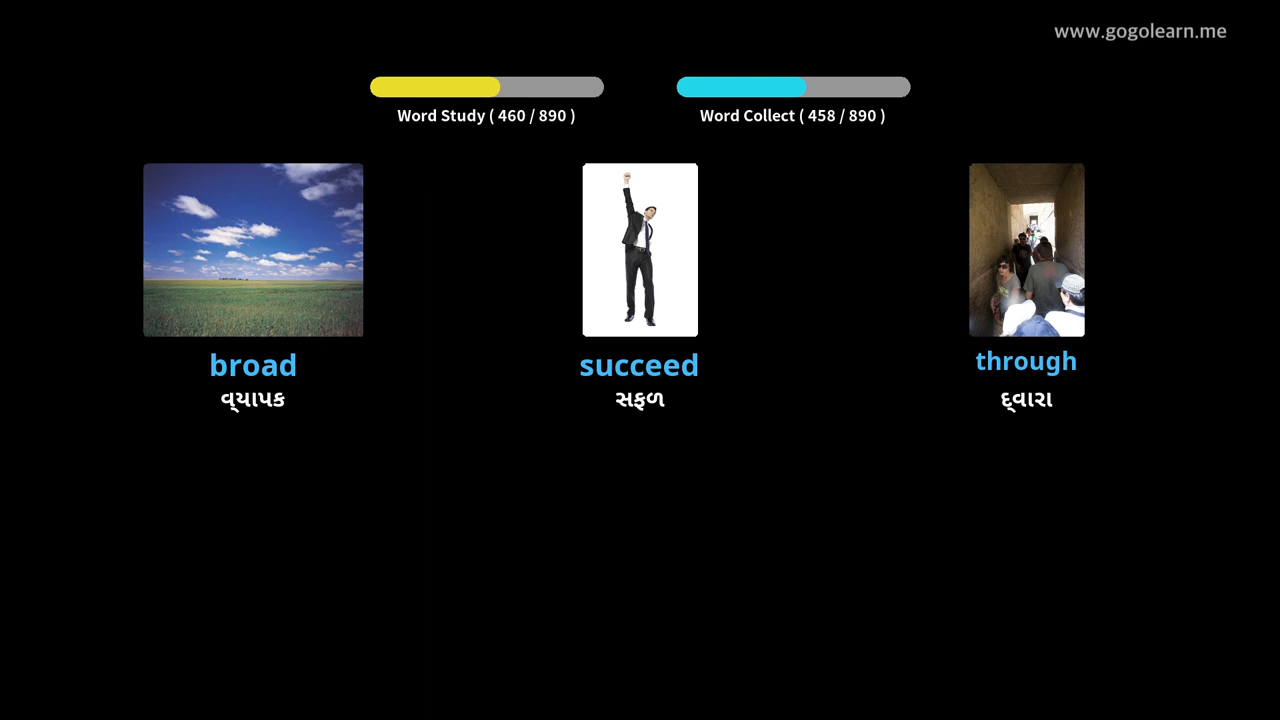 www.gogolearn.me
Word Study ( 460 / 890 )
Word Collect ( 458 / 890 )
broad
વ્યાપક
succeed
સફળ
through
દ્વારા